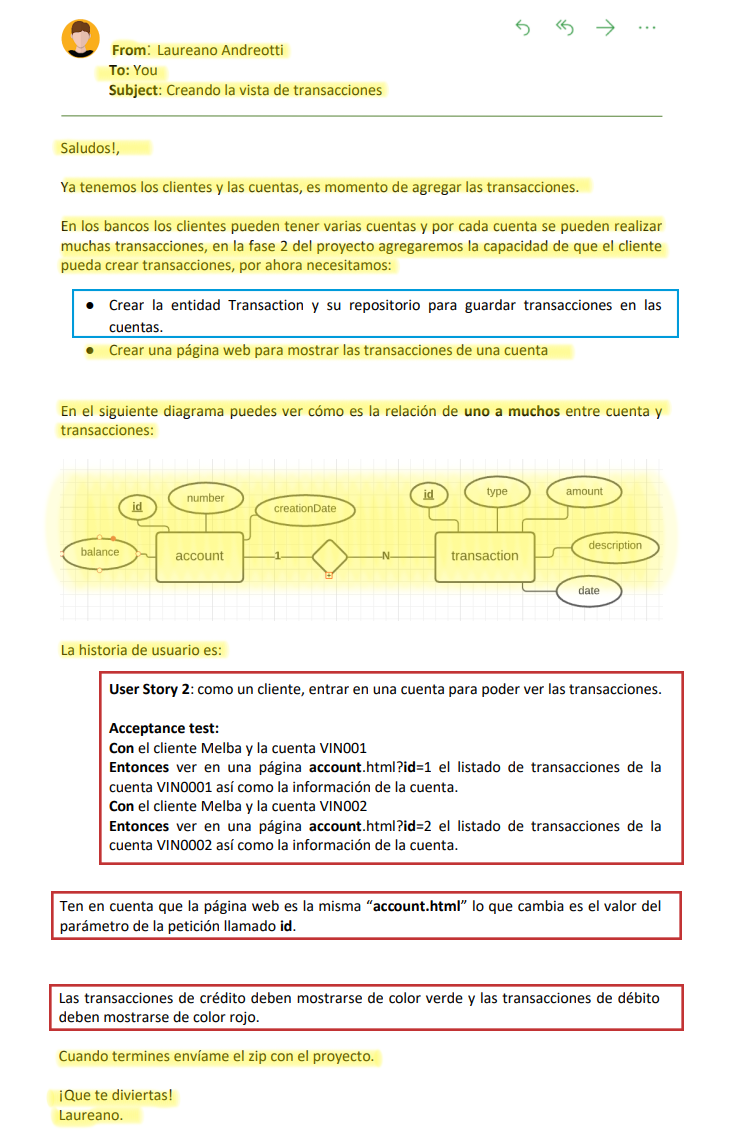 From: Laureano Andreotti
To: You
Subject: Creando la vista de transacciones
Saludos!,
Ya tenemos los clientes y las cuentas, es momento de agregar las transacciones.
En los bancos los clientes pueden tener varias cuentas y por cada cuenta se pueden realizar
muchas transacciones, en la fase 2 del proyecto agregaremos la capacidad de que el cliente
pueda crear transacciones, por ahora necesitamos:
● Crear la entidad Transaction y su repositorio para guardar transacciones en las
cuentas.
● Crear una página web para mostrar las transacciones de una cuenta
En el siguiente diagrama puedes ver cómo es la relación de uno a muchos entre cuenta y
transacciones:
id
number
creationDate
balance
account
1
N
id
type
amount
description
transaction
date
La historia de usuario es:
User Story 2: como un cliente, entrar en una cuenta para poder ver las transacciones.
Acceptance test:
Con el cliente Melba y la cuenta VIN001
Entonces ver en una página account.html?id=1 el listado de transacciones de la
cuenta VIN0001 así como la información de la cuenta.
Con el cliente Melba y la cuenta VIN002
Entonces ver en una página account.html?id=2 el listado de transacciones de la
cuenta VIN0002 así como la información de la cuenta.
Ten en cuenta que la página web es la misma “account.html” lo que cambia es el valor del
parámetro de la petición llamado id.
Las transacciones de crédito deben mostrarse de color verde y las transacciones de débito
deben mostrarse de color rojo.
Cuando termines envíame el zip con el proyecto.
¡Que te diviertas!
Laureano.